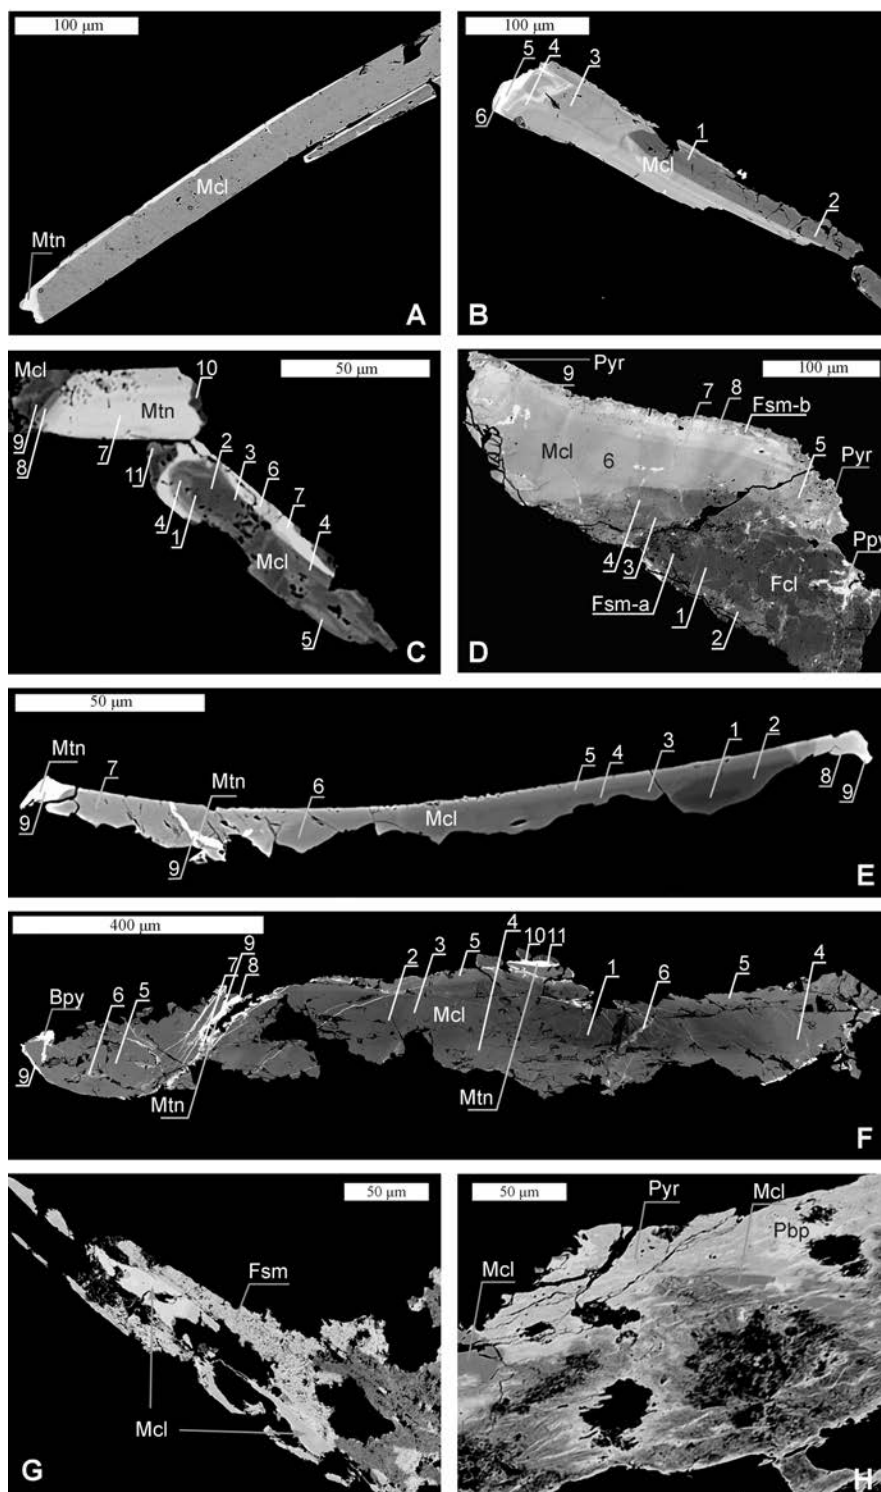 100 μm
Mcl
Mtn
A
100 μm
5 4 3
6
1
Mcl
2
B
Mcl
50 μm
10
Mtn
9
8
7
2
3
11
6
7
4
1
4
Mcl
5
C
Pyr
100 μm
9
7 8
Fsm-b
Mcl
6
5
Pyr
4
3
Ppy
Fcl
Fsm-a
1
2
D
50 μm
Mtn
7
Mtn
6
5 4 3 1 2
Mcl
8
9
9
9
E
400 μm
9
7 8
2 3 5 4
10 11
1
6
5
4
Bpy
6 5
Mcl
9
Mtn
Mtn
F
50 μm
Fsm
Mcl
G
50 μm
Pyr
Mcl
Pbp
Mcl
H